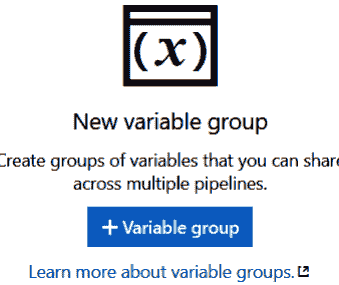 (x)
New variable group
Create groups of variables that you can share
across multiple pipelines.
+ Variable group
Learn more about variable groups.